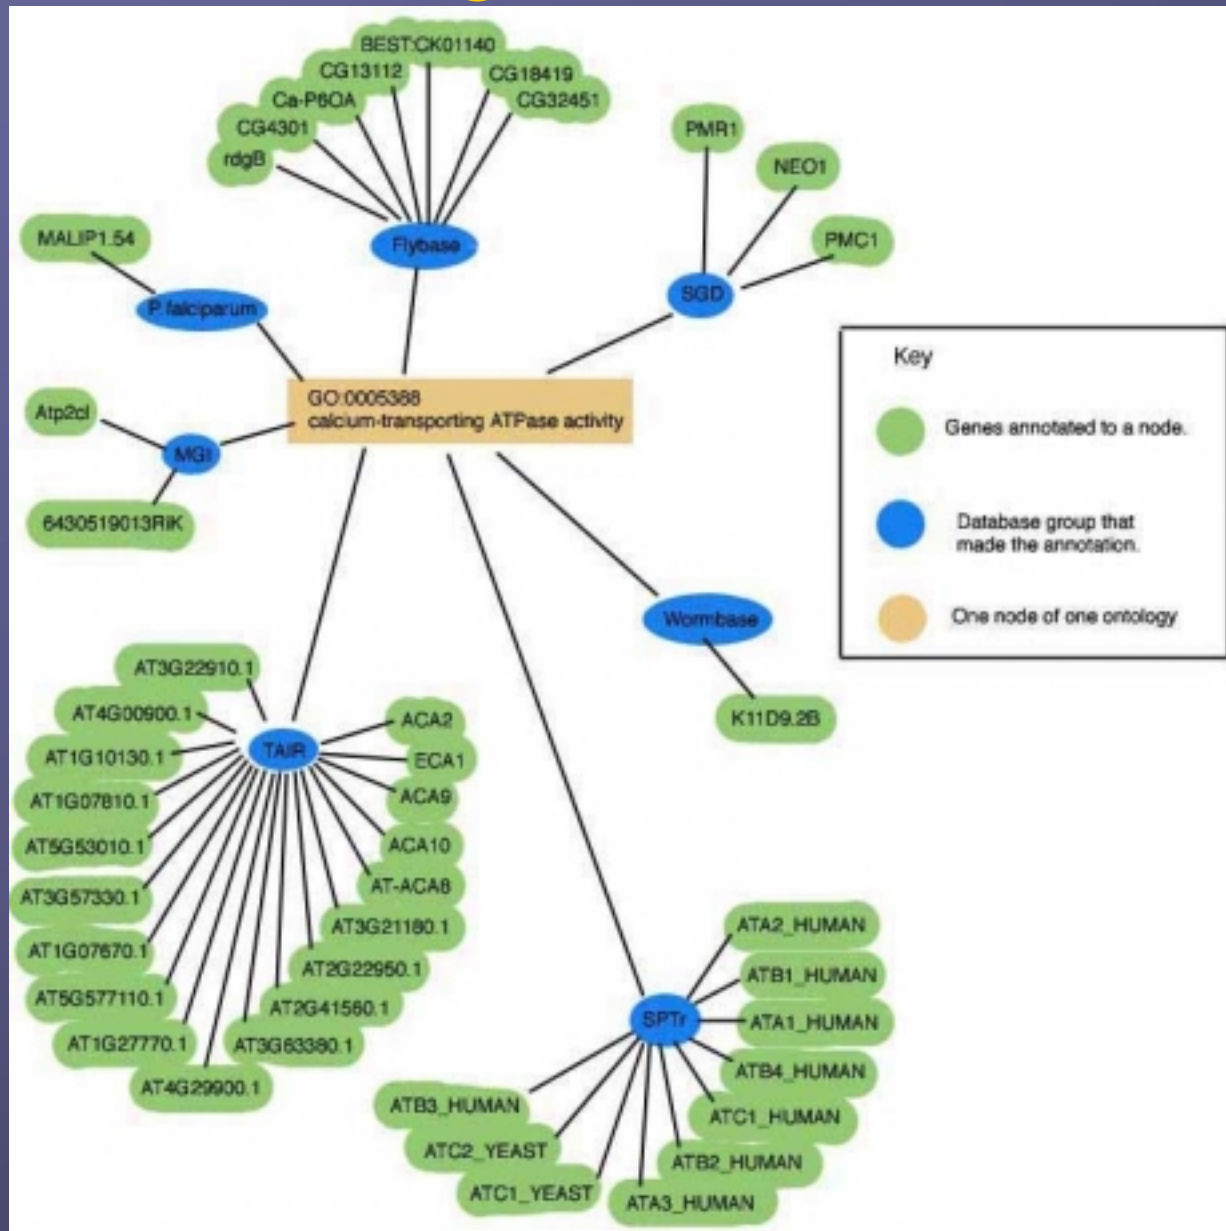 BEST:CK01140
CG13112
CG18419
Ca-P6OA
CG32451
CG4301
rdgB
PMR1
NEO1
PMC1
MALIP1.54
Flybase
P.falciparum
SGD
Key
GO:0005388
calcium-transporting ATPase activity
Atp2cl
MGI
6430519013RiK
Genes annotated to a node.
Database group that
made the annotation.
One node of one ontology
Wormbase
K11D9.2B
AT3G22910.1
AT4G00900.1
AT1G10130.1
AT1G07810.1
AT5G53010.1
AT3G57330.1
AT1G07670.1
AT5G577110.1
AT1G27770.1
AT4G29900.1
TAIR
ACA2
ECA1
ACA9
ACA10
AT-ACA8
AT3G21180.1
AT2G22950.1
AT2G41560.1
AT3G63380.1
SPTr
ATA2_HUMAN
ATB1_HUMAN
ATA1_HUMAN
ATB4_HUMAN
ATC1_HUMAN
ATB2_HUMAN
ATA3_HUMAN
ATB3_HUMAN
ATC2_YEAST
ATC1_YEAST